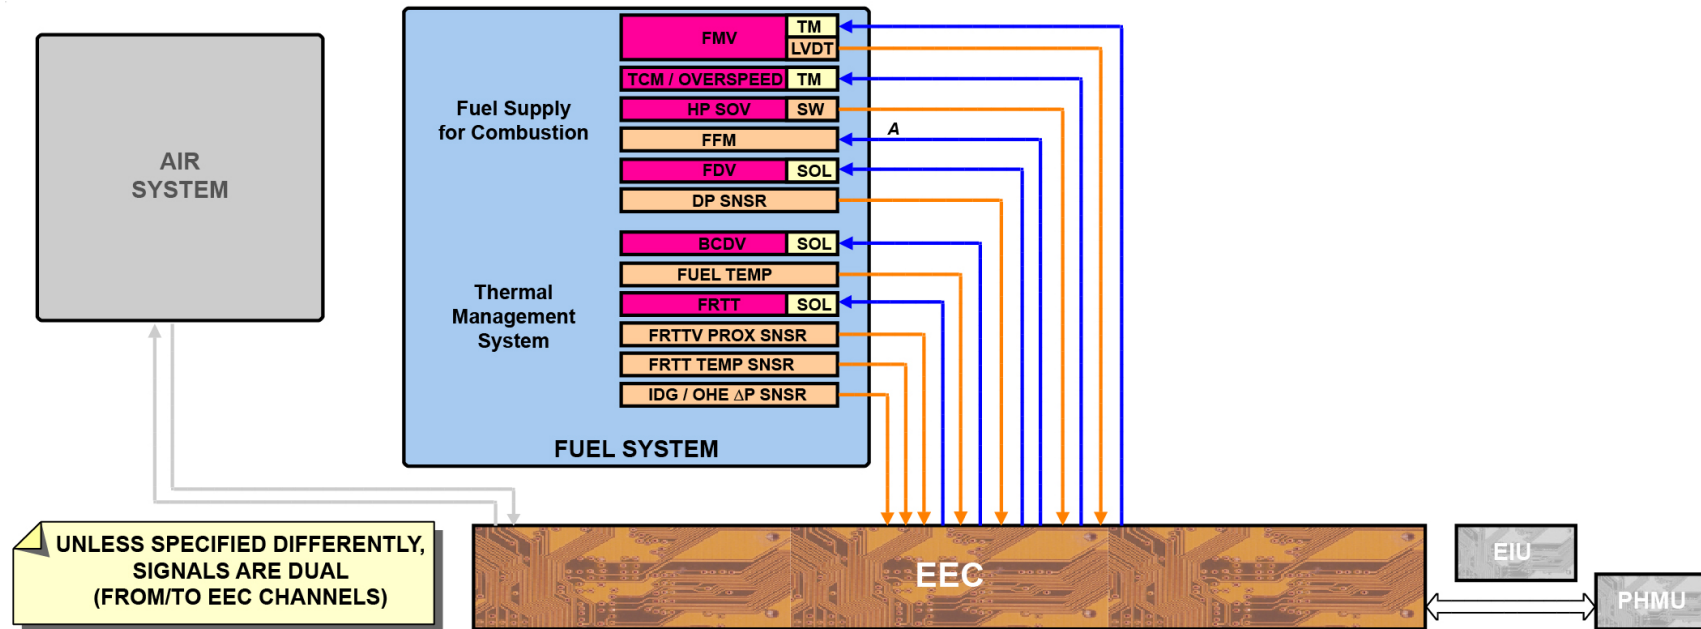 AIR
SYSTEM
Fuel Supply
for Combustion
FMV
TM
LVDT
TCM / OVERSPEED
TM
HP SOV
SW
FFM
A
FDV
SOL
DP SNSR
Thermal
Management
System
BCDV
SOL
FUEL TEMP
FRTT
SOL
FRTTV PROX SNSR
FRTT TEMP SNSR
IDG / OHE ∆P SNSR
FUEL SYSTEM
UNLESS SPECIFIED DIFFERENTLY,
SIGNALS ARE DUAL
(FROM/TO EEC CHANNELS)
EEC
EIU
PHMU